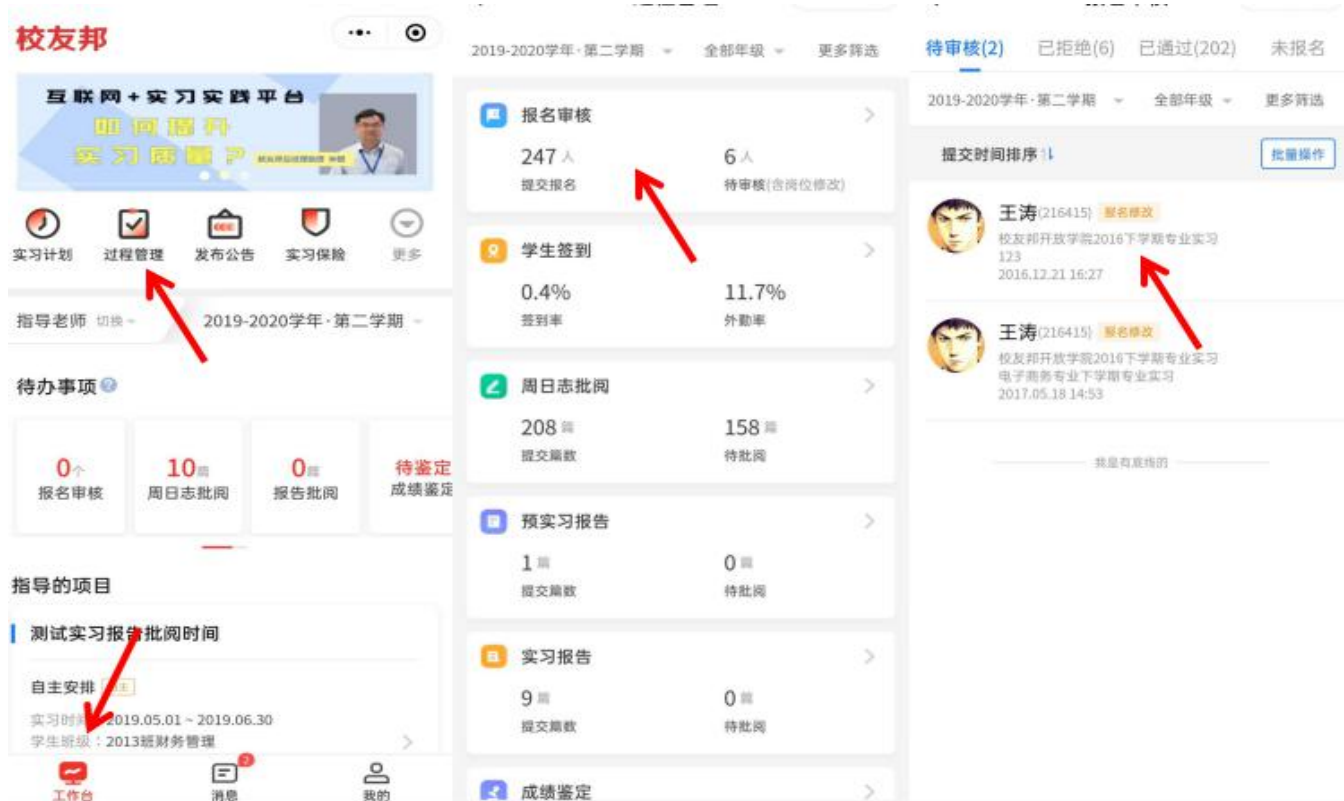 校友邦
互联网+实习实践平台
如何提升
实习质量？
实习计划
过程管理
发布公告
实习保险
更多
指导老师 切换
2019-2020学年·第二学期
待办事项
0个
报名审核
10篇
周日志批阅
0篇
报告批阅
待鉴定
成绩鉴定
指导的项目
测试实习报告批阅时间
自主安排
2019.05.01 ~ 2019.06.30
学生班级：2013班财务管理
工作台
2
消息
我的
2019-2020学年·第二学期
全部年级
更多筛选
报名审核
247 人
提交报名
6 人
待审核(含岗位修改)
学生签到
0.4%
签到率
11.7%
外勤率
周日志批阅
208 篇
提交篇数
158 篇
待批阅
预实习报告
1 篇
提交篇数
0 篇
待批阅
实习报告
9 篇
提交篇数
0 篇
待批阅
成绩鉴定
待审核(2)
已拒绝(6)
已通过(202)
未报名
2019-2020学年·第二学期
全部年级
更多筛选
提交时间排序
批量操作
王涛(216415) 报名修改
校友邦开放学院2016下学期专业实习
123
2016.12.21 16:27
王涛(216415) 报名修改
校友邦开放学院2016下学期专业实习
电子商务专业下学期专业实习
2017.05.18 14:53
我是有底线的